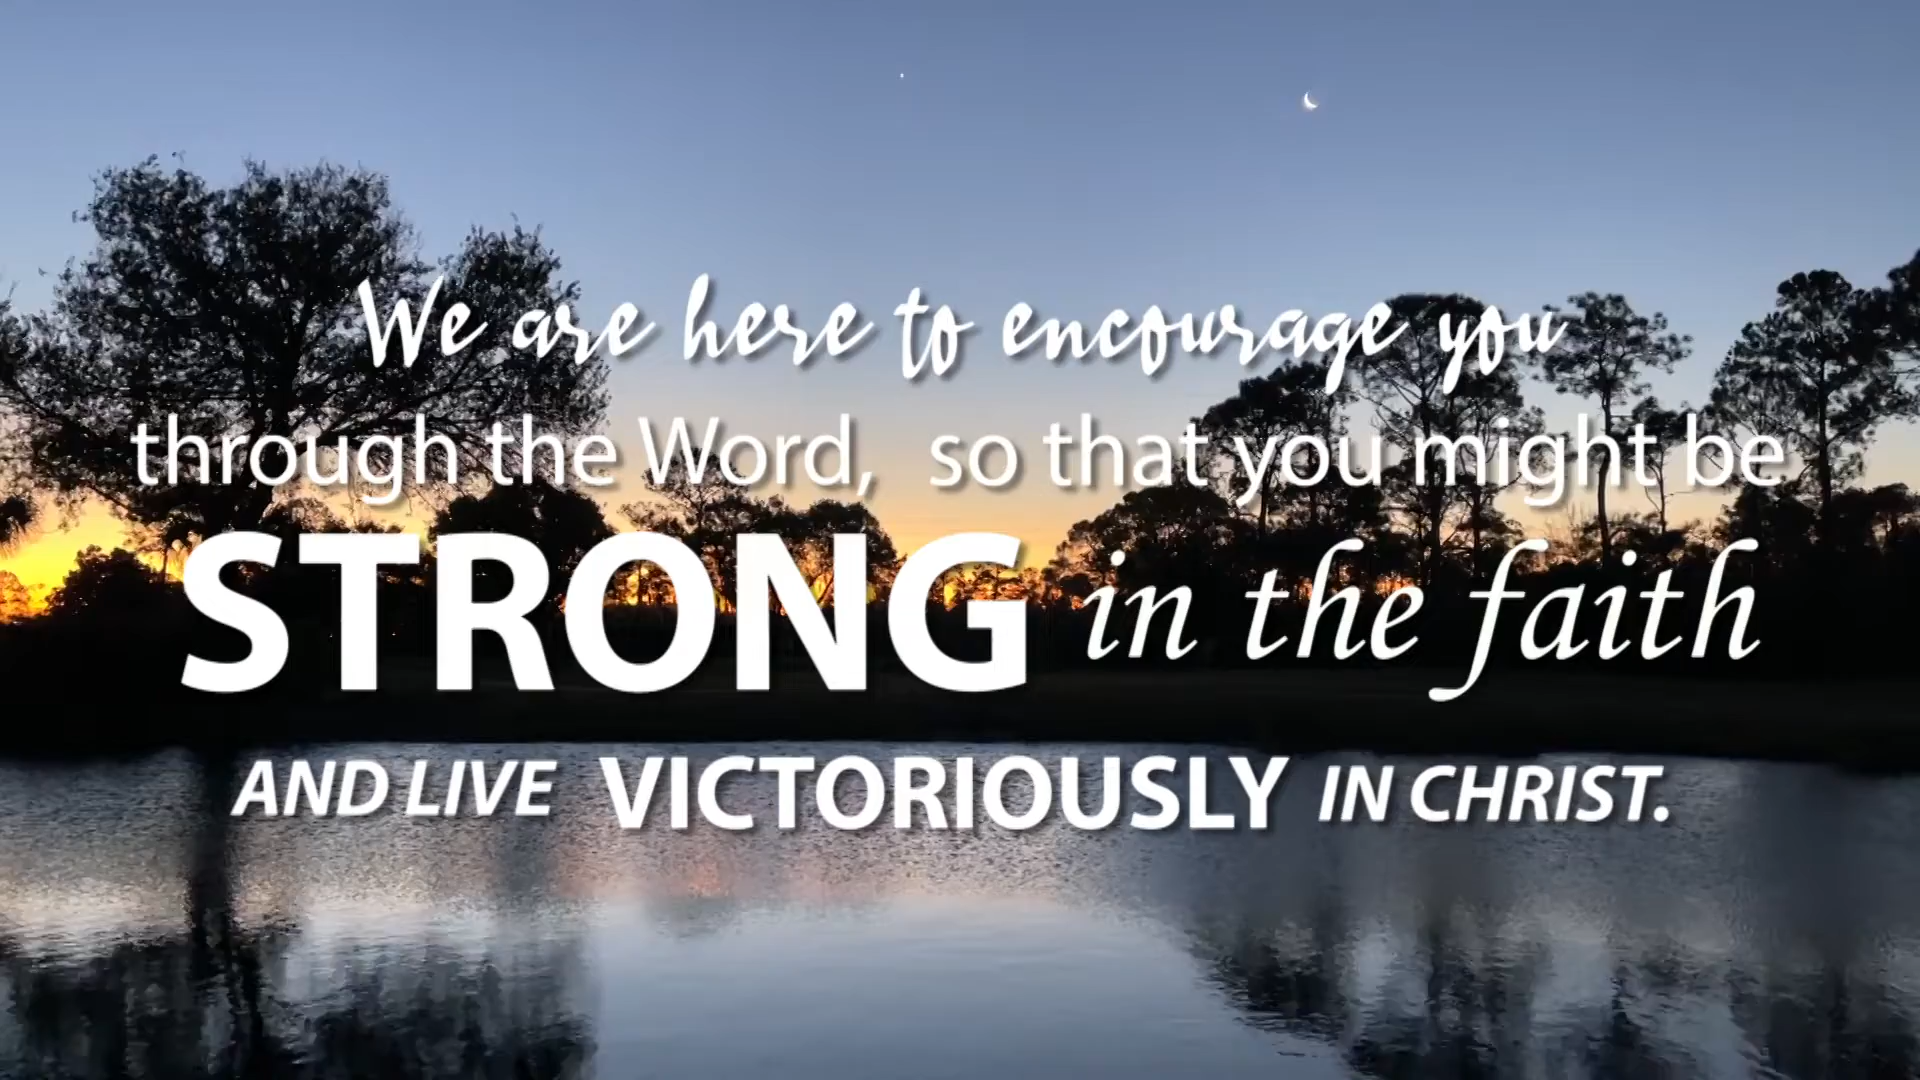 We are here to encourage you
through the Word, so that you might be
STRONG in the faith
AND LIVE VICTORIOUSLY IN CHRIST.